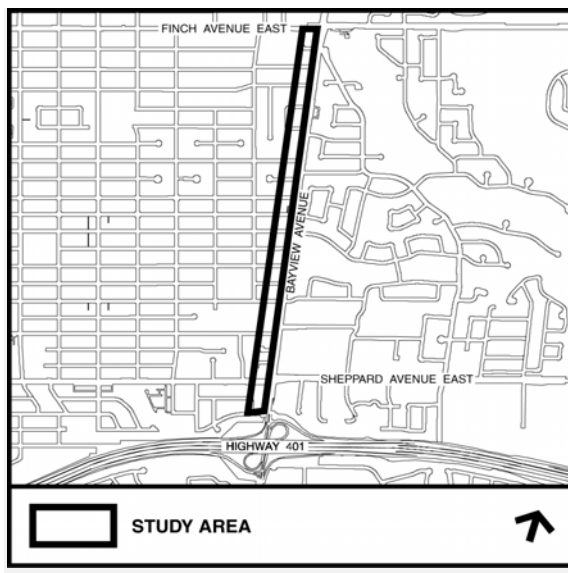 FINCH AVENUE EAST
BAYVIEW AVENUE
SHEPPARD AVENUE EAST
HIGHWAY 401
STUDY AREA